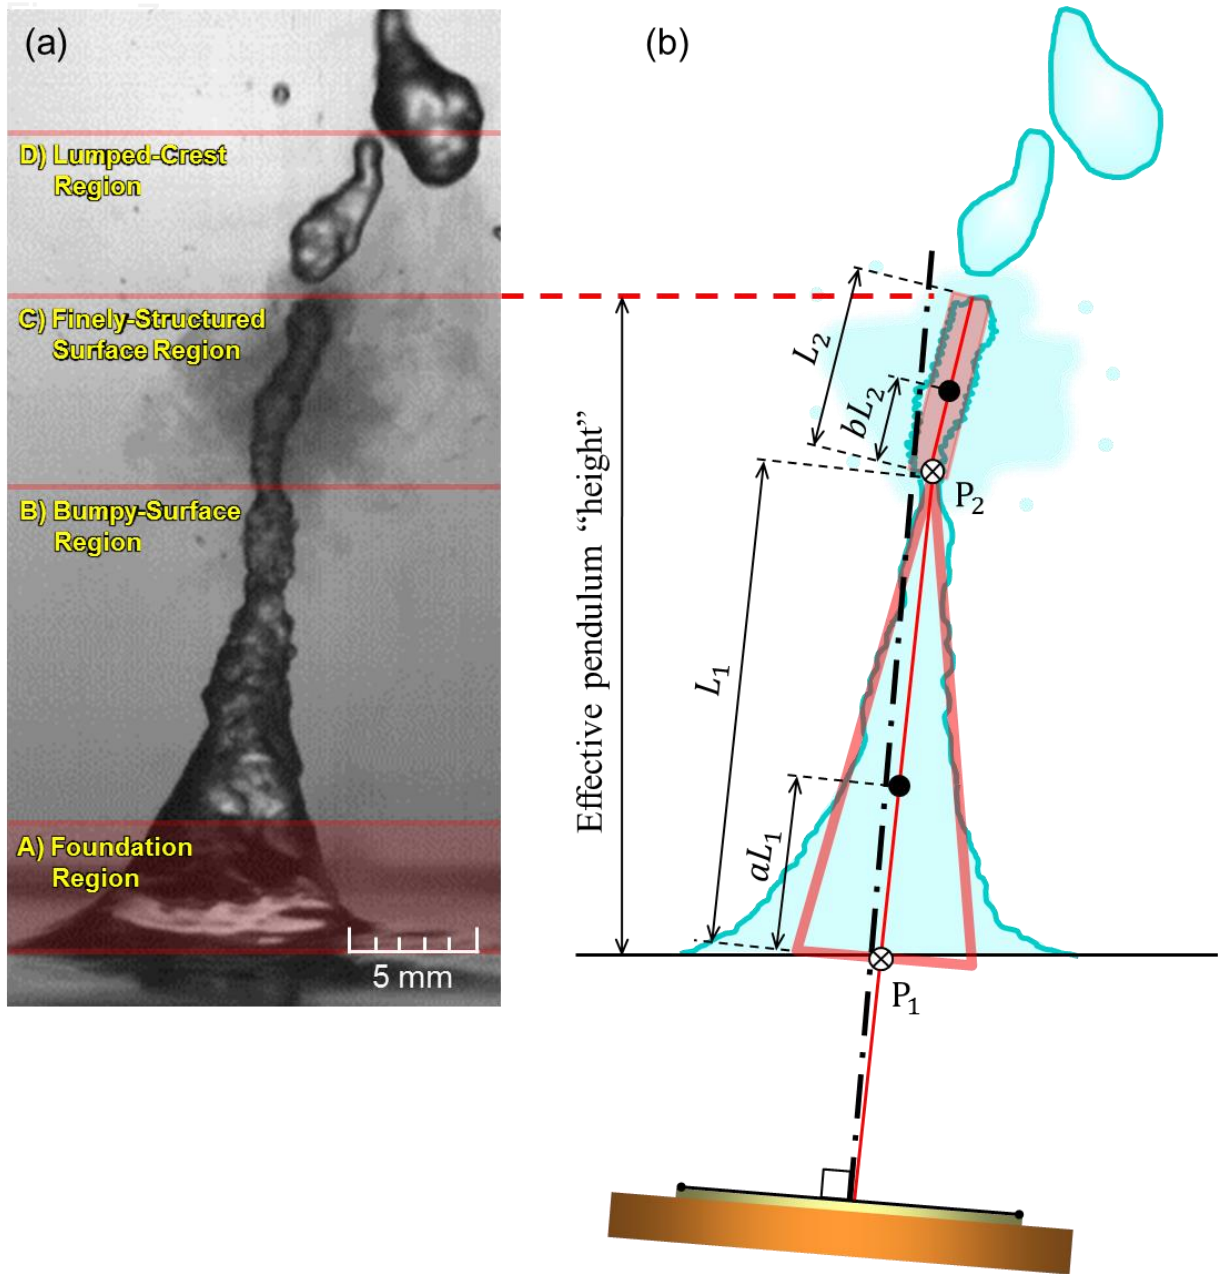 (a)
D) Lumped-Crest
Region
C) Finely-Structured
Surface Region
B) Bumpy-Surface
Region
A) Foundation
Region
5 mm
(b)
Effective pendulum “height”
L₂
bL₂
P₂
L₁
aL₁
P₁